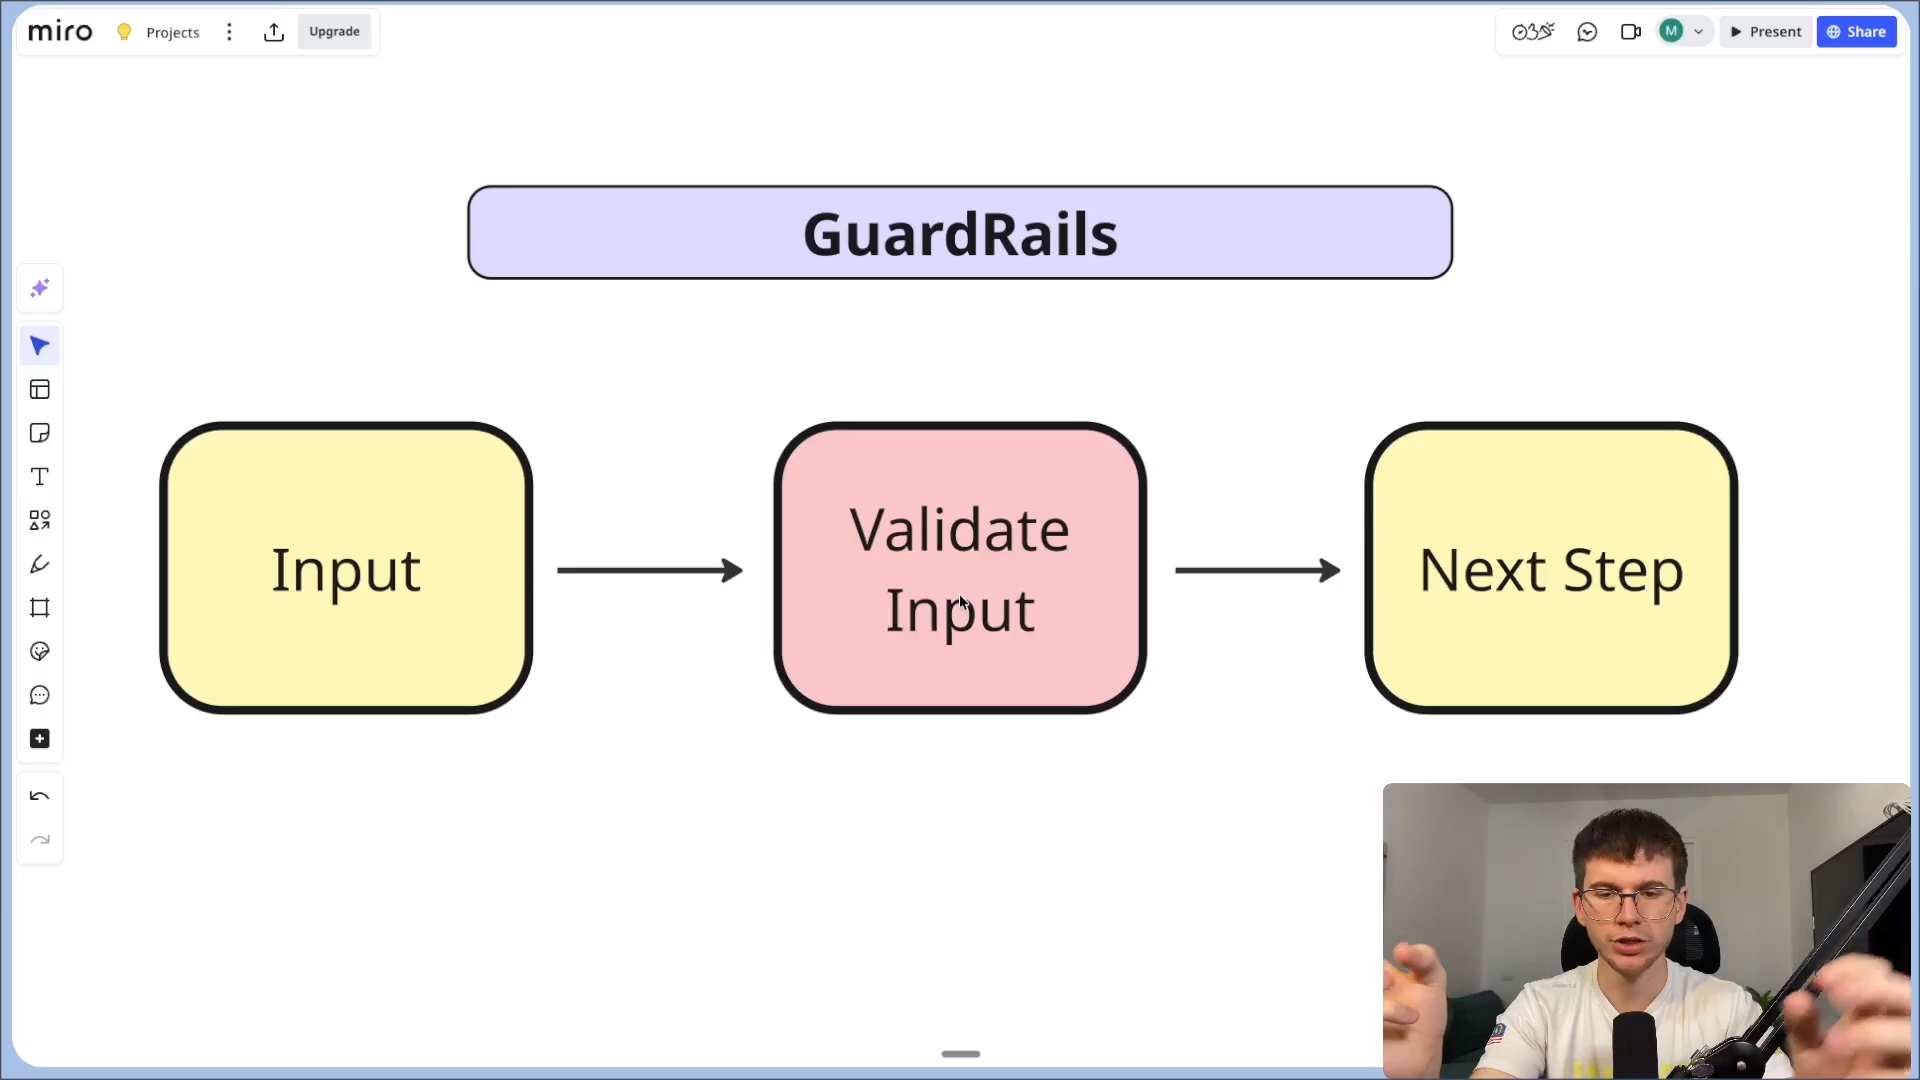 miro
Projects
Upgrade
M
Present
Share
GuardRails
Input
Validate
Input
Next Step